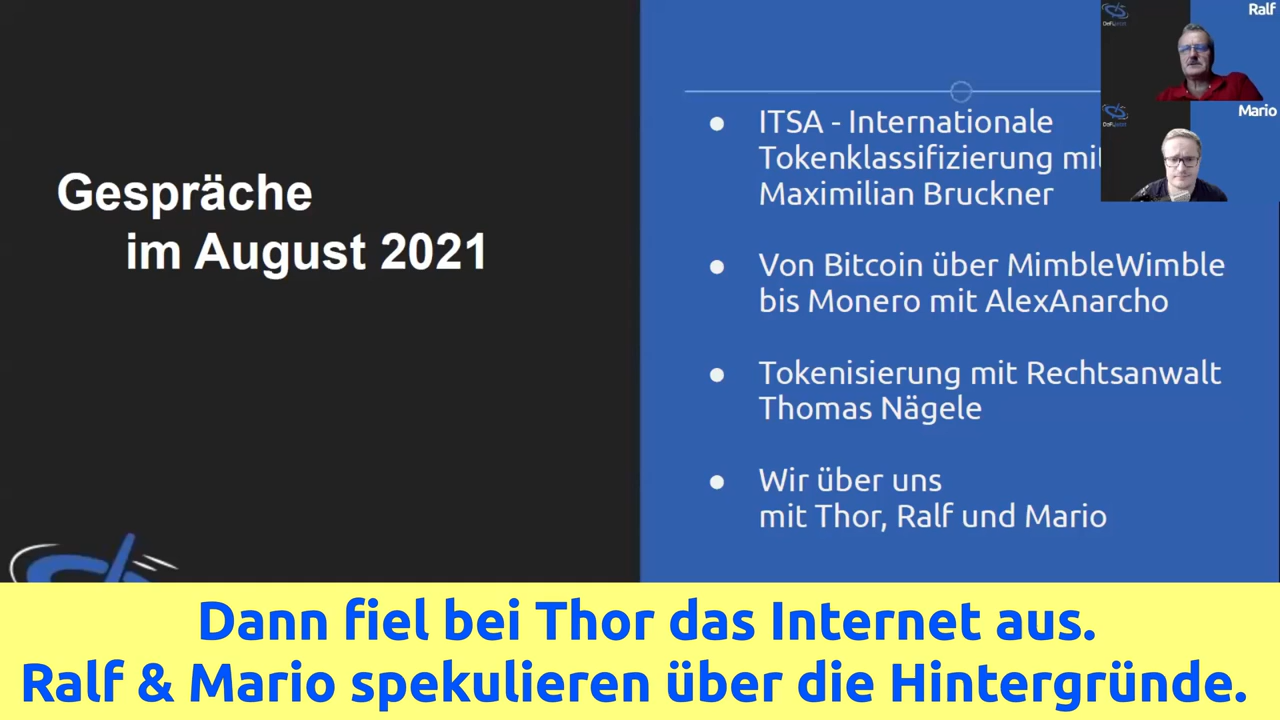 Gespräche
im August 2021
● ITSA - Internationale
Tokenklassifizierung mit
Maximilian Bruckner
● Von Bitcoin über MimbleWimble
bis Monero mit AlexAnarcho
● Tokenisierung mit Rechtsanwalt
Thomas Nägele
● Wir über uns
mit Thor, Ralf und Mario
Ralf
Mario
Dann fiel bei Thor das Internet aus.
Ralf & Mario spekulieren über die Hintergründe.